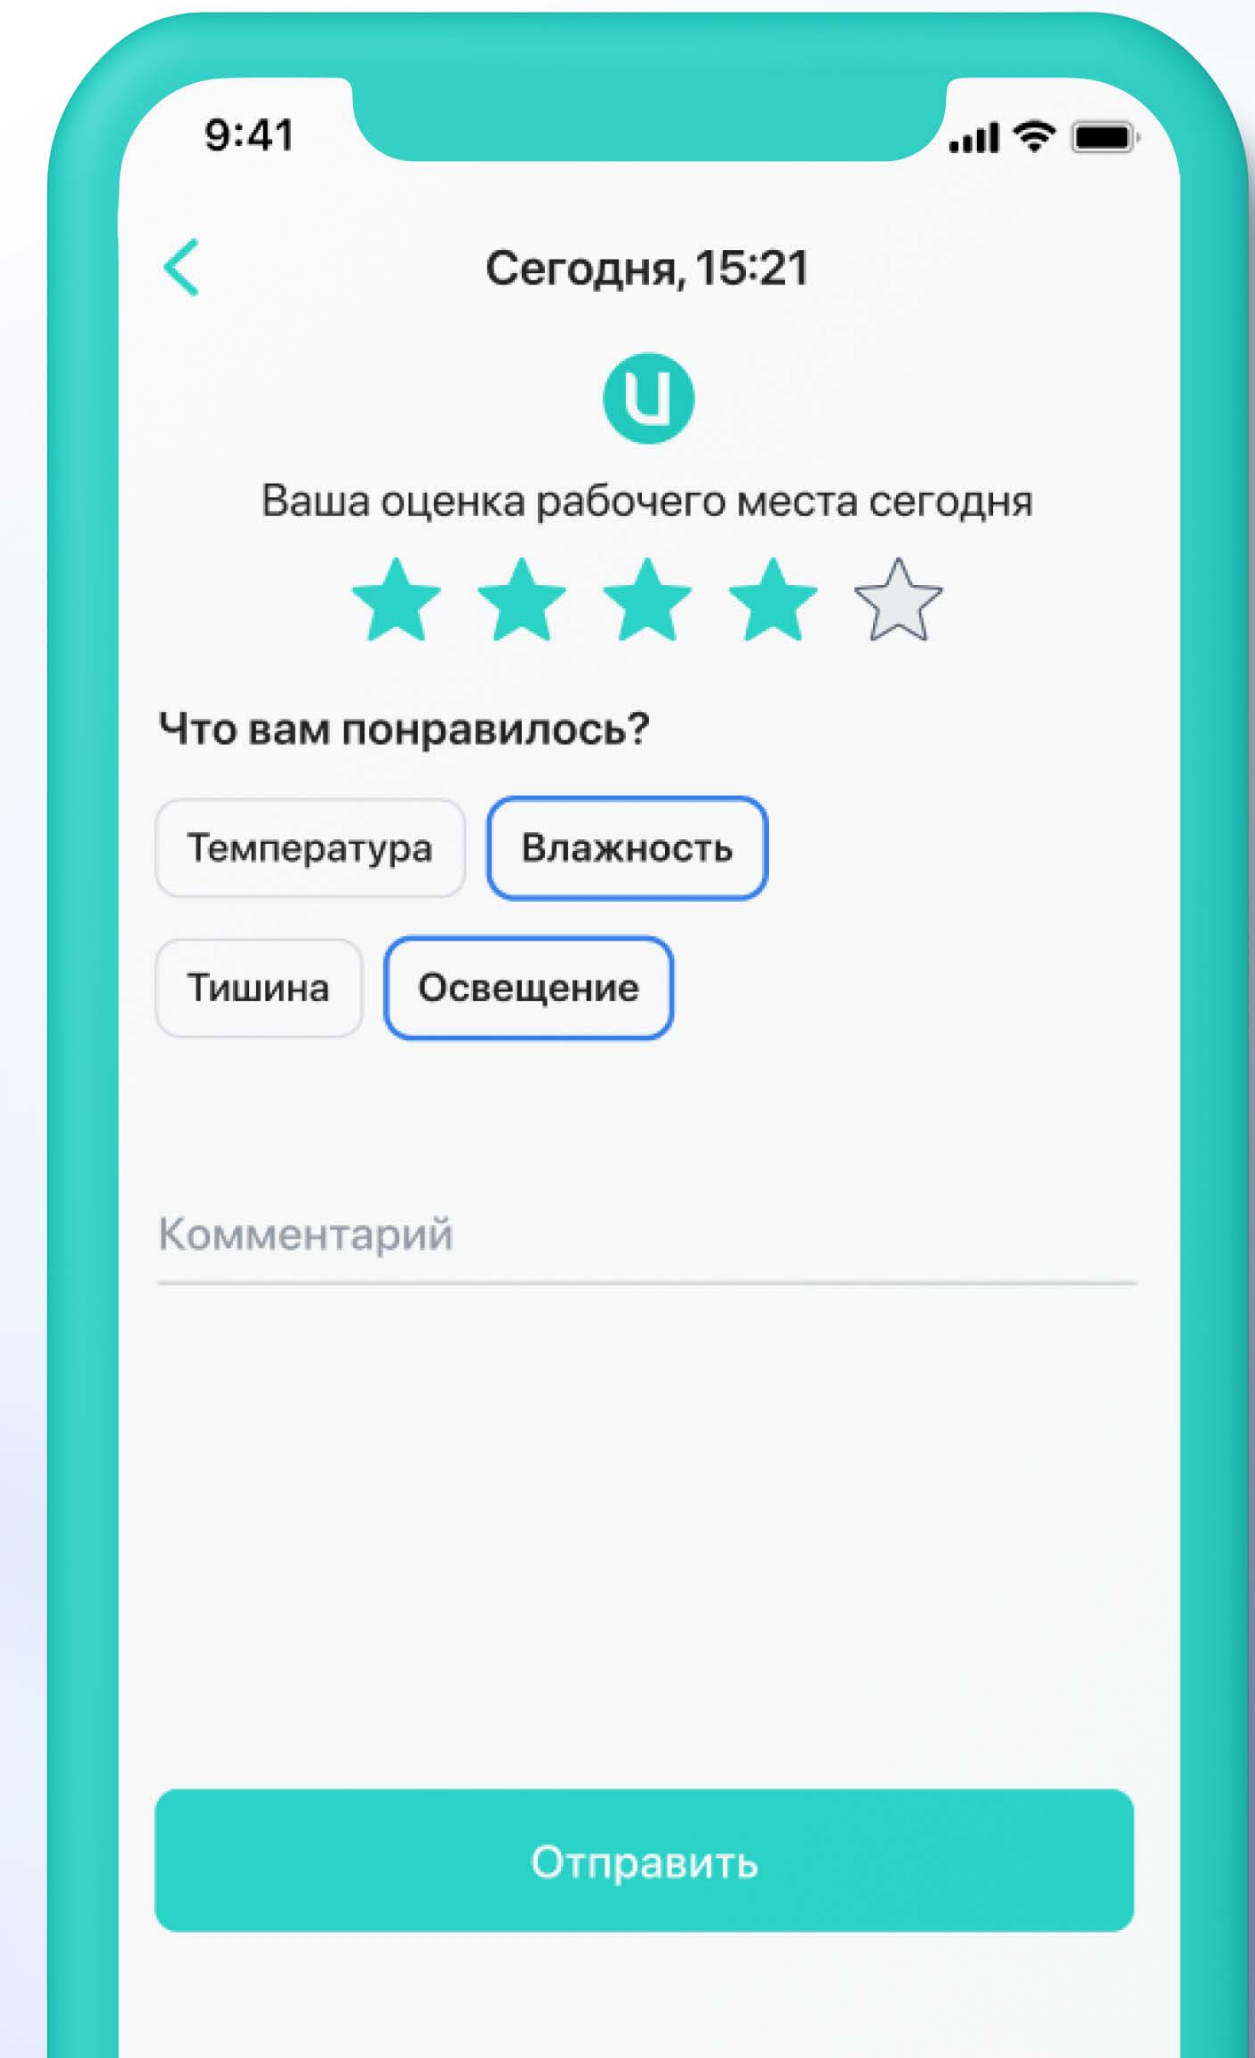 9:41
Сегодня, 15:21
Ваша оценка рабочего места сегодня
Что вам понравилось?
Температура Влажность
Тишина Освещение
Комментарий
Отправить